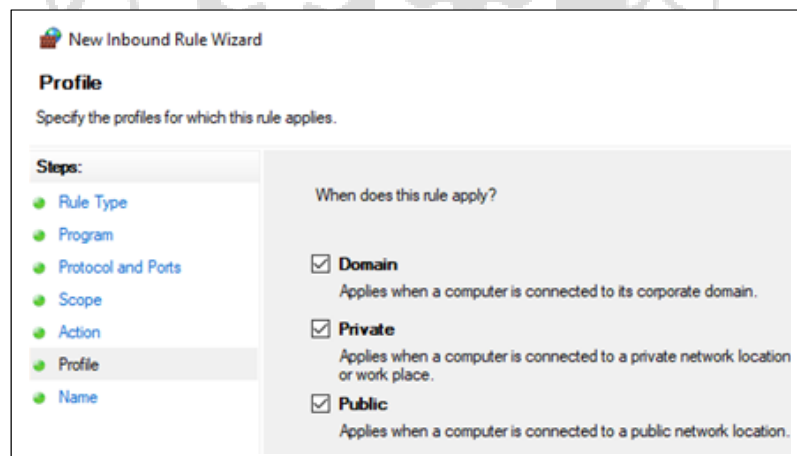 New Inbound Rule Wizard
Profile
Specify the profiles for which this rule applies.
Steps:
Rule Type
Program
Protocol and Ports
Scope
Action
Profile
Name
When does this rule apply?
Domain
Applies when a computer is connected to its corporate domain.
Private
Applies when a computer is connected to a private network location
or work place.
Public
Applies when a computer is connected to a public network location.